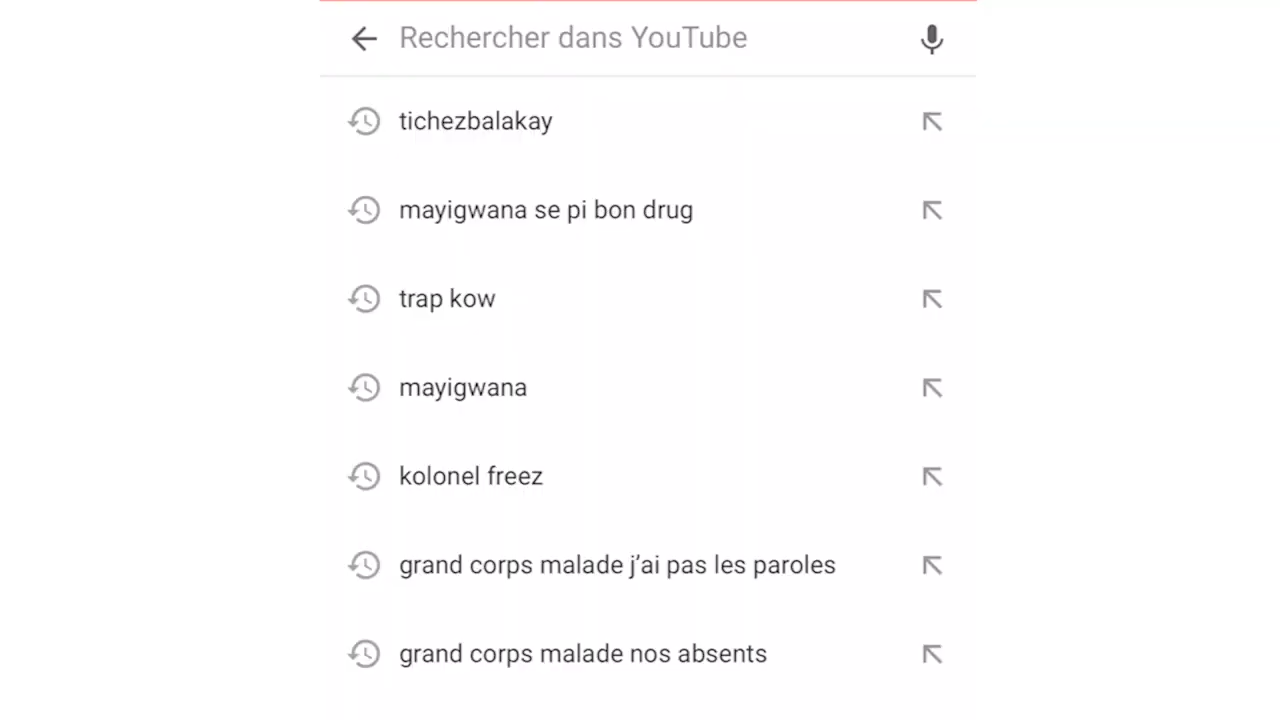 Rechercher dans YouTube
tichezbalakay
mayigwana se pi bon drug
trap kow
mayigwana
kolonel freez
grand corps malade j’ai pas les paroles
grand corps malade nos absents